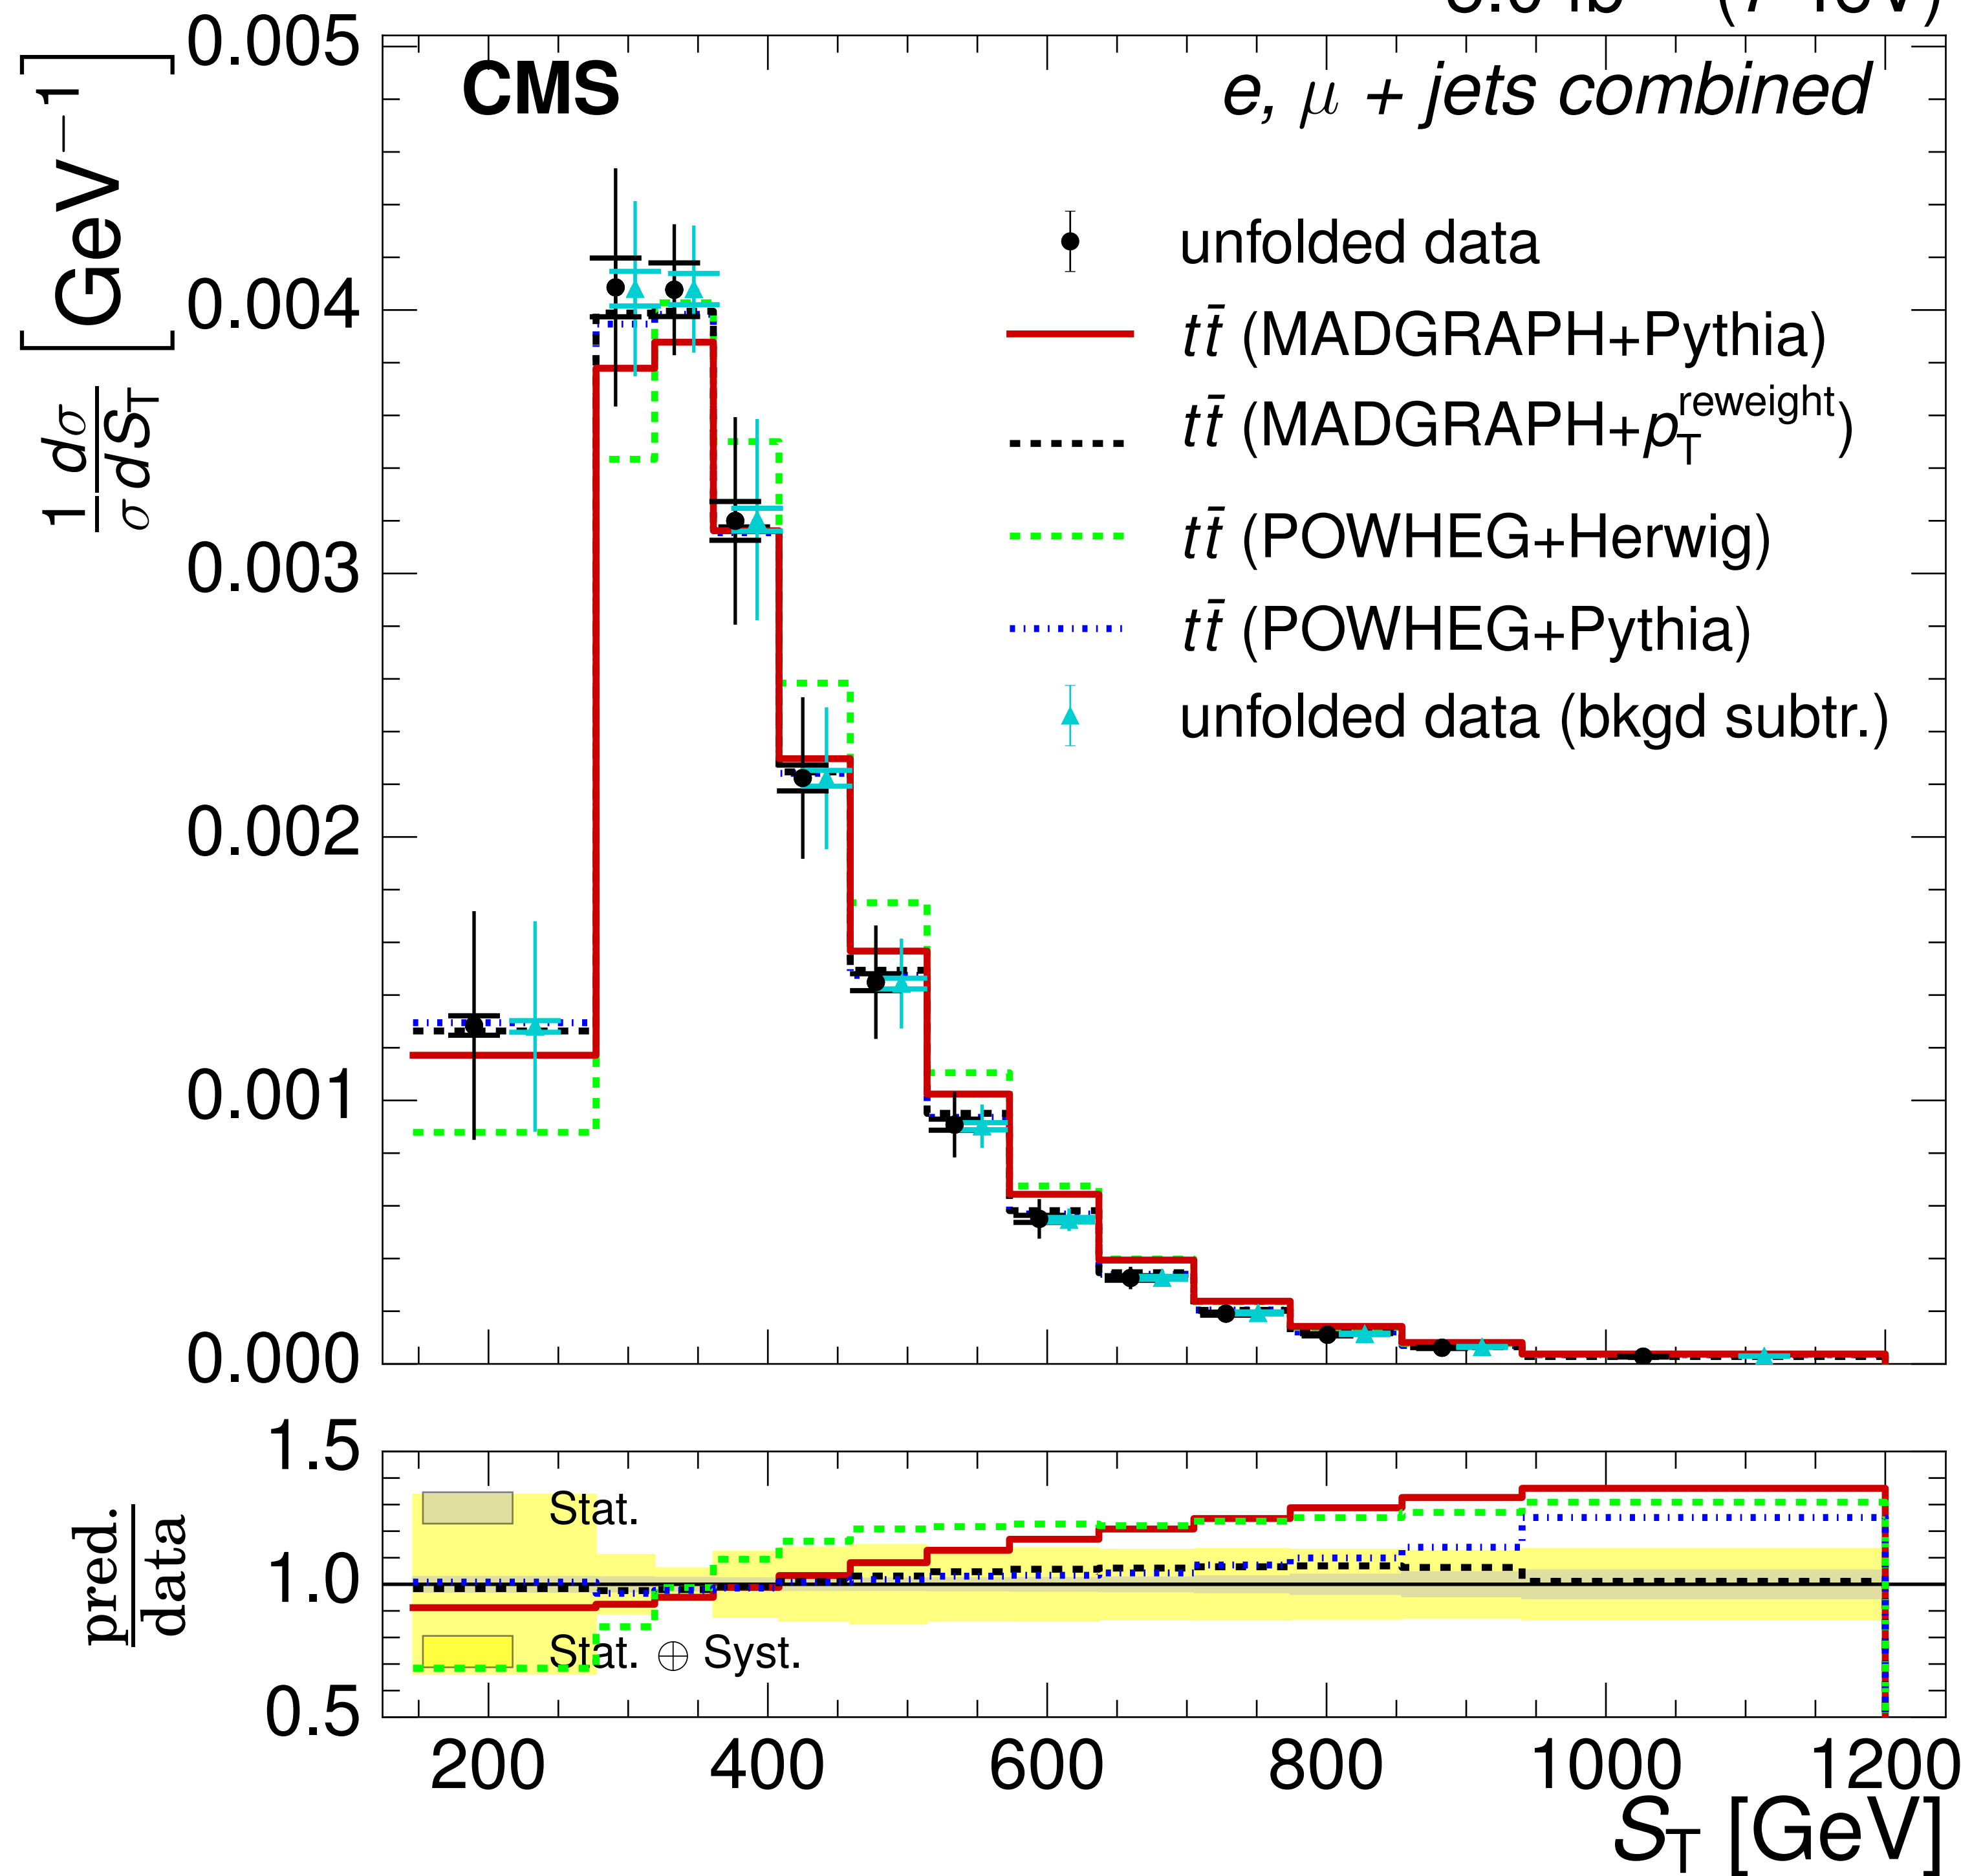 (7 TeV)
CMS
e, μ + jets combined
unfolded data
tt̄ (MADGRAPH+Pythia)
tt̄ (MADGRAPH+p_T^reweight)
tt̄ (POWHEG+Herwig)
tt̄ (POWHEG+Pythia)
unfolded data (bkgd subtr.)
1/σ dσ/dS_T [GeV⁻¹]
0.005
0.004
0.003
0.002
0.001
0.000
pred./data
1.5
1.0
0.5
Stat.
Stat. ⊕ Syst.
200 400 600 800 1000 1200
S_T [GeV]